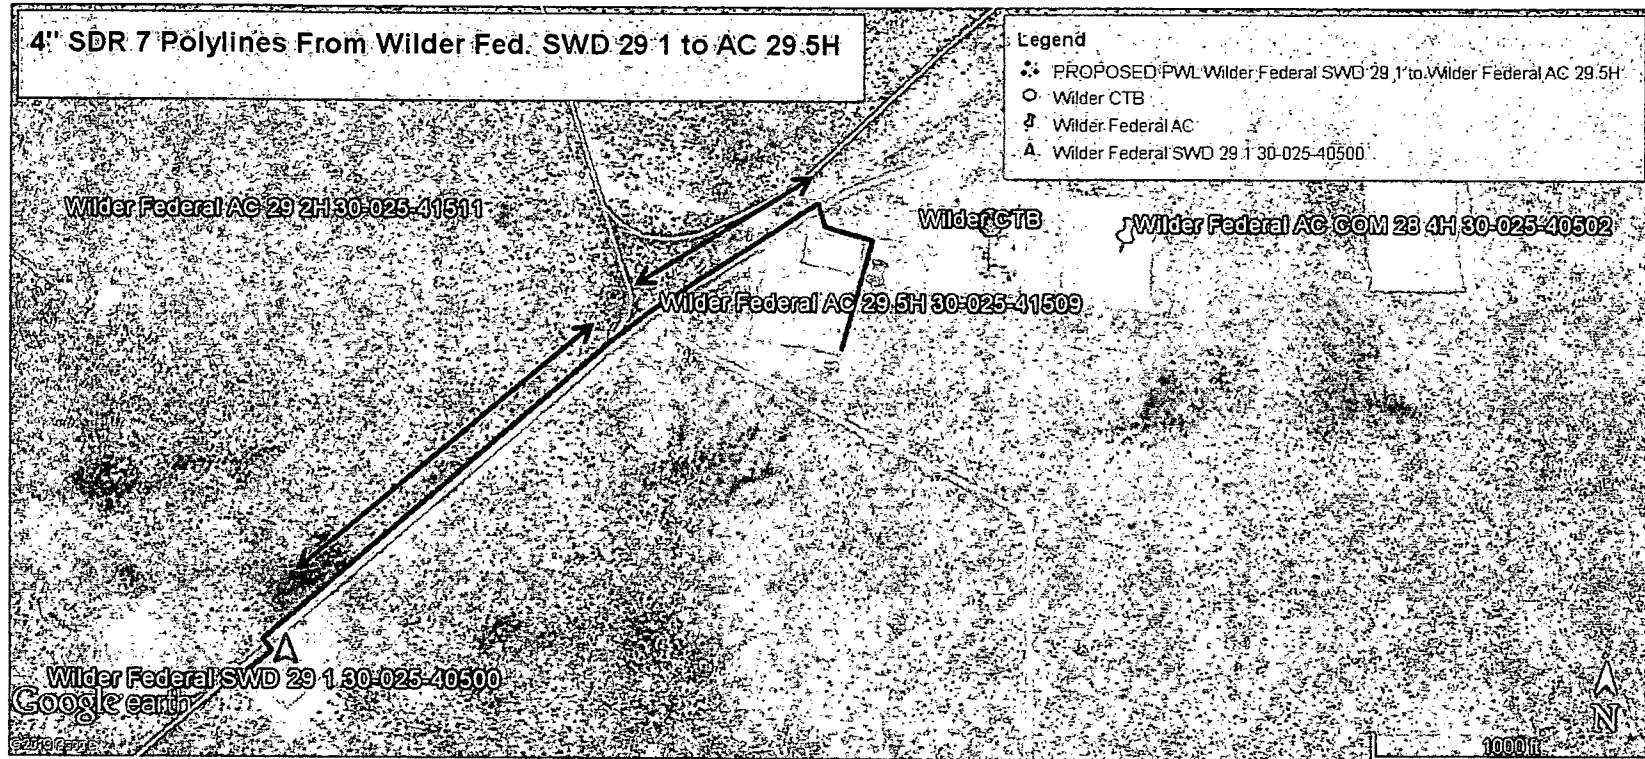 4" SDR 7 Polylines From Wilder Fed. SWD 29 1 to AC 29 5H
Legend
PROPOSED PWL Wilder Federal SWD 29 1 to Wilder Federal AC 29 5H
Wilder CTB
Wilder Federal AC
Wilder Federal SWD 29 1 30-025-40500
Wilder Federal AC 29 2H 30-025-41511
Wilder CTB
Wilder Federal AC COM 28 4H 30-025-40502
Wilder Federal AC 29 5H 30-025-41509
Wilder Federal SWD 29 1 30-025-40500
Google earth
N
1000 ft